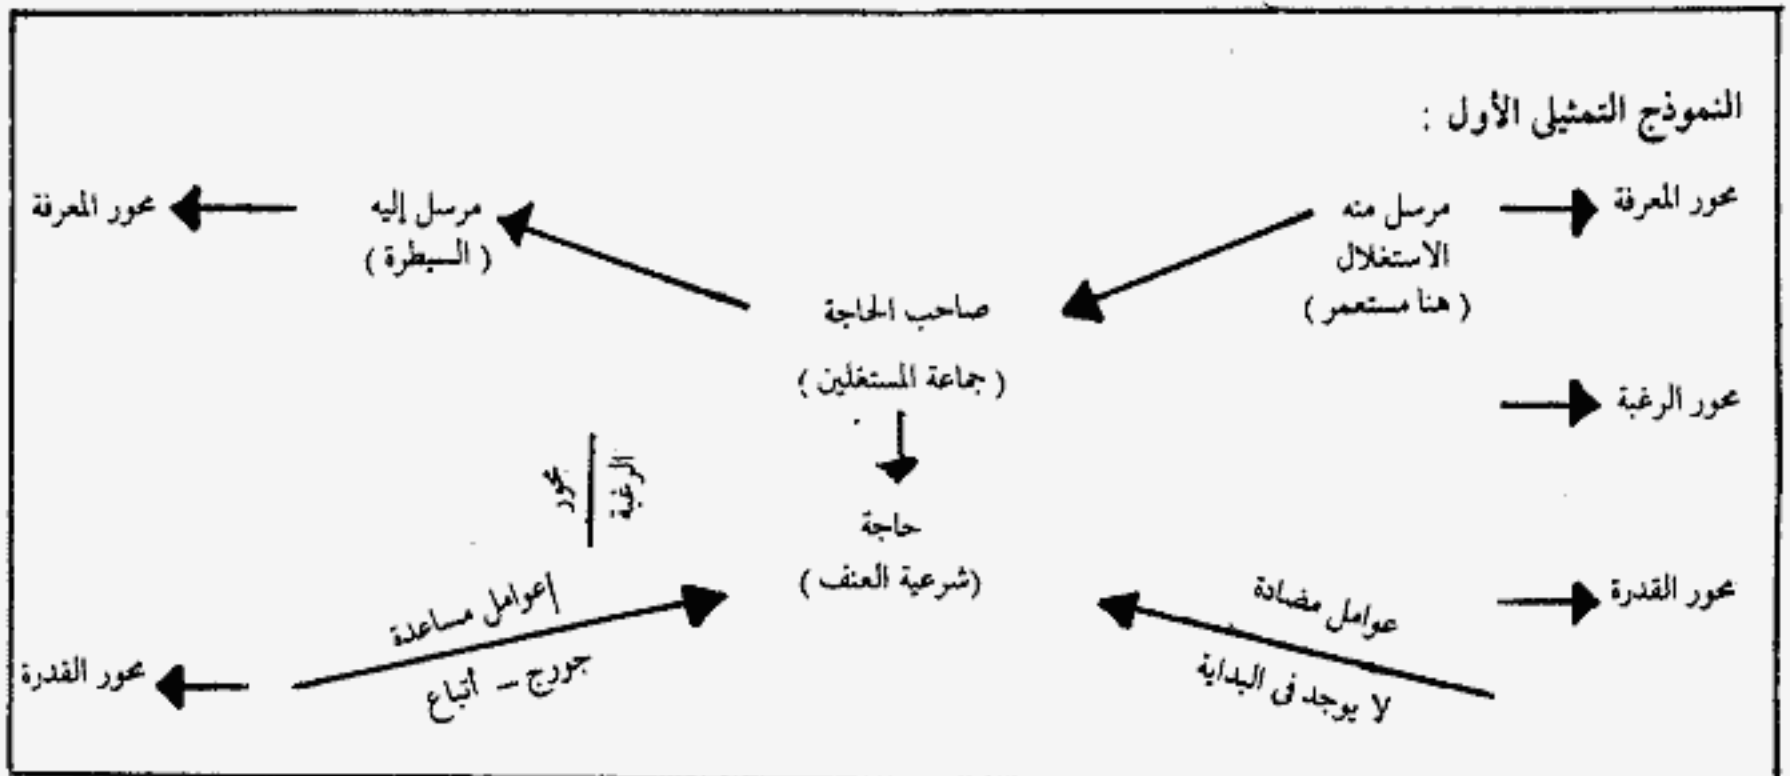 النموذج التمثيلى الأول :
محور المعرفة
مرسل منه
الاستغلال
( هنا مستعمر )
مرسل إليه
( السيطرة )
محور المعرفة
صاحب الحاجة
( جماعة المستغلين )
محور الرغبة
محور
الرغبة
حاجة
(شرعية العنف )
محور القدرة
عوامل مضادة
لا يوجد فى البداية
عوامل مساعدة
جورج – أتباع
محور القدرة